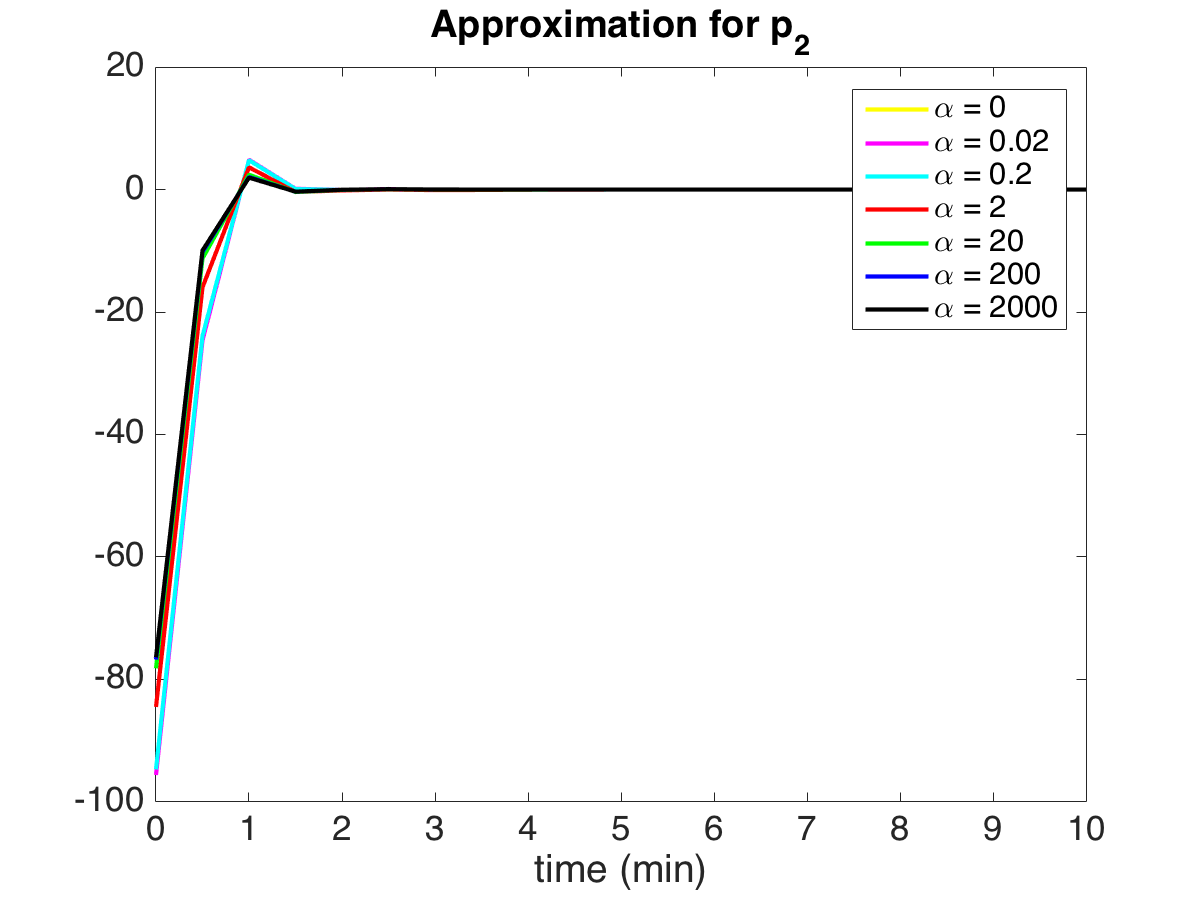 Approximation for p₂
20
0
-20
-40
-60
-80
-100
0 1 2 3 4 5 6 7 8 9 10
time (min)
α = 0
α = 0.02
α = 0.2
α = 2
α = 20
α = 200
α = 2000